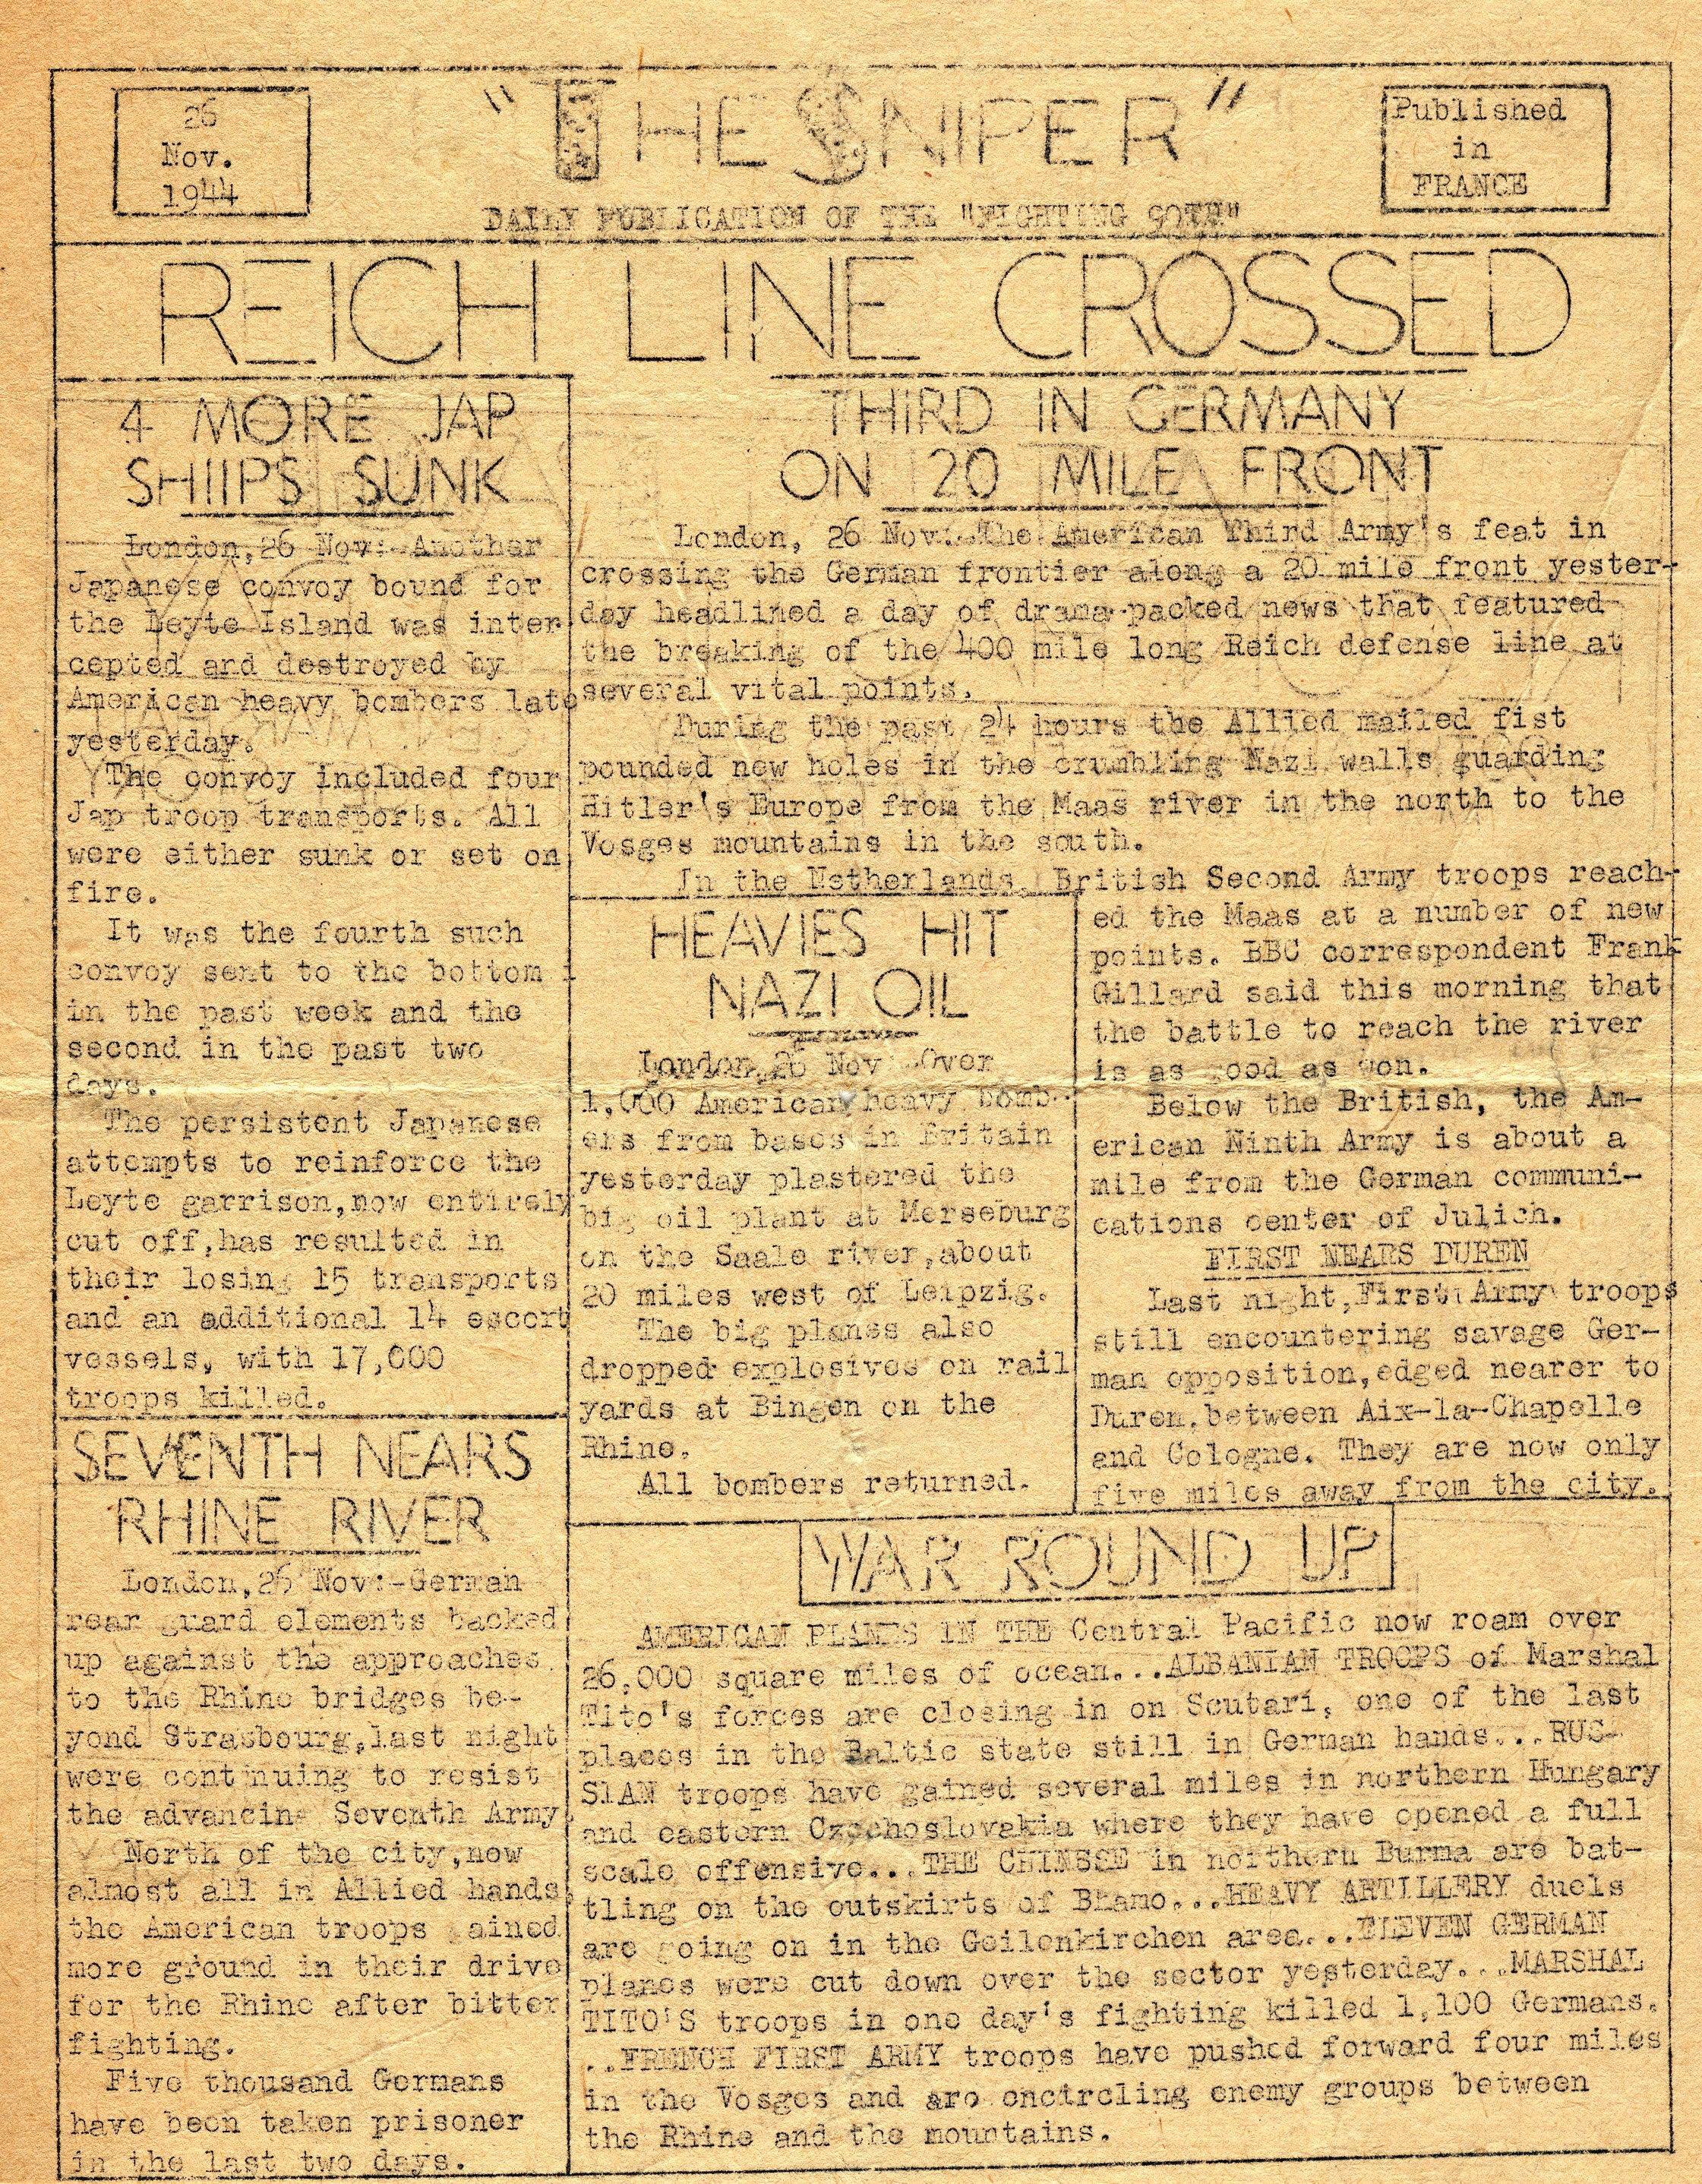 26
Nov.
1944
"THE SNIPER"
Published
in
FRANCE
DAILY PUBLICATION OF THE "FIGHTING 90TH"
REICH LINE CROSSED
4 MORE JAP
SHIIPS SUNK
London,26 Nov:-Another
Japanese convoy bound for
the Leyte Island was inter
cepted and destroyed by
American heavy bombers late
yesterday.
The convoy included four
Jap troop transports. All
were either sunk or set on
fire.
It was the fourth such
convoy sent to the bottom i
in the past week and the
second in the past two
days.
The persistent Japanese
attempts to reinforce the
Leyte garrison,now entirely
cut off,has resulted in
their losing 15 transports
and an additional 14 escort
vessels, with 17,000
troops killed.
SEVENTH NEARS
RHINE RIVER
London,26 Nov:-German
rear guard elements backed
up against the approaches
to the Rhine bridges be-
yond Strasbourg,last night
were continuing to resist
the advancing Seventh Army.
North of the city,now
almost all in Allied hands,
the American troops gained
more ground in their drive
for the Rhine after bitter
fighting.
Five thousand Germans
have been taken prisoner
in the last two days.
THIRD IN GERMANY
ON 20 MILE FRONT
London, 26 Nov:-The American Third Army's feat in
crossing the German frontier along a 20 mile front yester-
day headlined a day of drama-packed news that featured
the breaking of the 400 mile long Reich defense line at
several vital points.
During the past 24 hours the Allied mailed fist
pounded new holes in the crumbling Nazi walls guarding
Hitler's Europe from the Maas river in the north to the
Vosges mountains in the south.
In the Netherlands, British Second Army troops reach-
ed the Maas at a number of new
points. BBC correspondent Frank
Gillard said this morning that
the battle to reach the river
is as good as won.
Below the British, the Am-
erican Ninth Army is about a
mile from the German communi-
cations center of Julich.
FIRST NEARS DUREN
Last night,First Army troops
still encountering savage Ger-
man opposition,edged nearer to
Duren,between Aix-la-Chapelle
and Cologne. They are now only
five miles away from the city.
HEAVIES HIT
NAZI OIL
London,26 Nov Over
1,000 American heavy bomb-
ers from bases in Britain
yesterday plastered the
big oil plant at Merseburg
on the Saale river,about
20 miles west of Leipzig.
The big planes also
dropped explosives on rail
yards at Bingen on the
Rhine.
All bombers returned.
WAR ROUND UP
AMERICAN PLANES IN THE Central Pacific now roam over
26,000 square miles of ocean...ALBANIAN TROOPS of Marshal
Tito's forces are closing in on Scutari, one of the last
places in the Baltic state still in German hands...RUS-
SIAN troops have gained several miles in northern Hungary
and eastern Czechoslovakia where they have opened a full
scale offensive...THE CHINSSE in northern Burma are bat-
tling on the outskirts of Bhamo...HEAVY ARTILLERY duels
are going on in the Geilenkirchen area...ELEVEN GERMAN
planes were cut down over the sector yesterday...MARSHAL
TITO'S troops in one day's fighting killed 1,100 Germans.
..FRENCH FIRST ARMY troops have pushed forward four miles
in the Vosges and are encircling enemy groups between
the Rhine and the mountains.